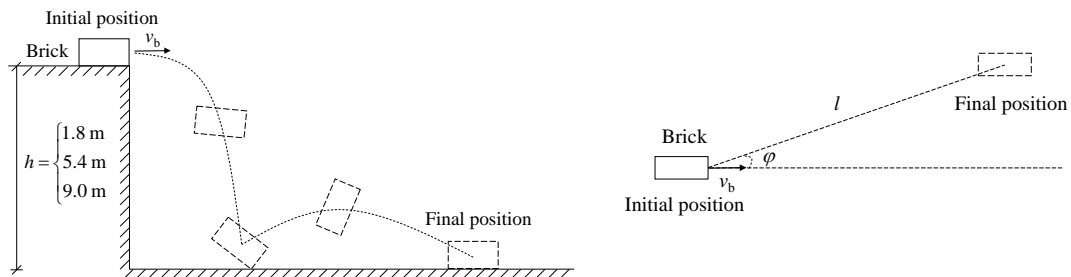 Initial position
Brick
v_b
h = { 1.8 m
5.4 m
9.0 m
Final position
l
Final position
Brick
φ
v_b
Initial position